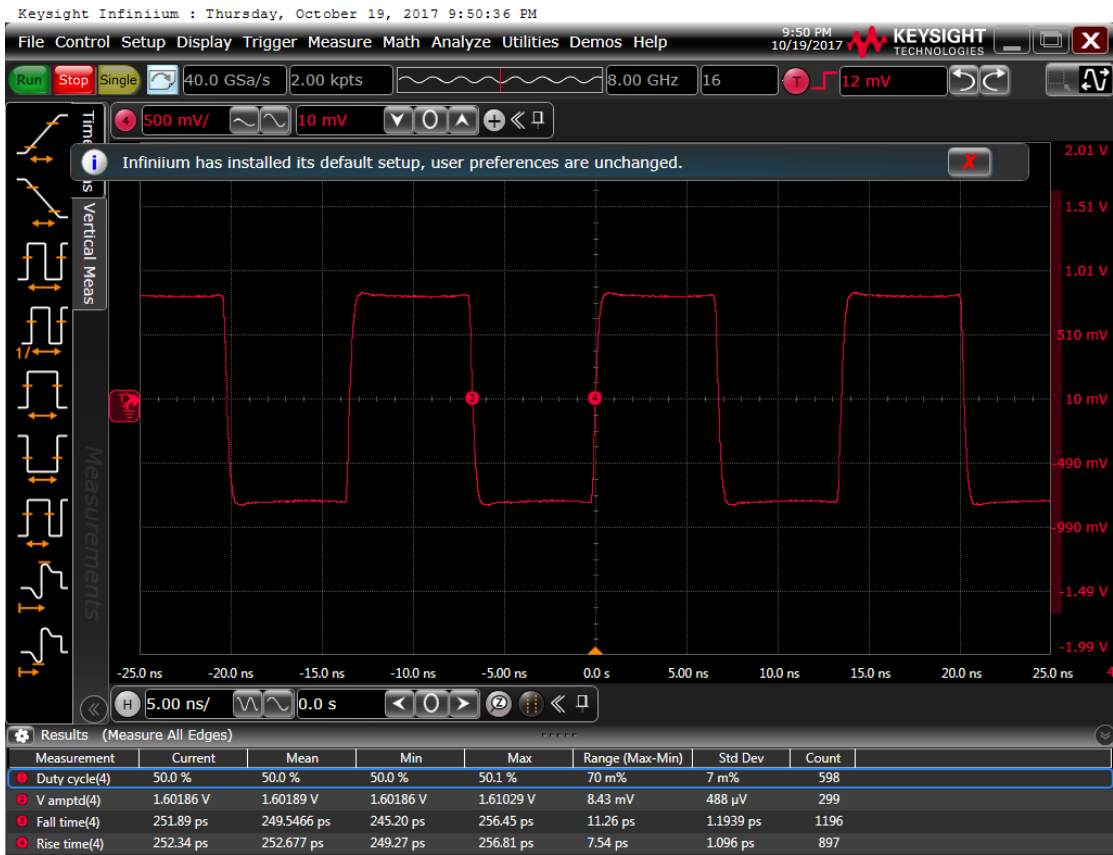 Keysight Infiniium : Thursday, October 19, 2017 9:50:36 PM
File Control Setup Display Trigger Measure Math Analyze Utilities Demos Help
9:50 PM
10/19/2017
KEYSIGHT
TECHNOLOGIES
X
Run Stop Single 40.0 GSa/s 2.00 kpts 8.00 GHz 16 T 12 mV
4 500 mV/ 10 mV 0
Infiniium has installed its default setup, user preferences are unchanged.
Vertical Meas
Measurements
1/
2.01 V
1.51 V
1.01 V
510 mV
10 mV
-490 mV
-990 mV
-1.49 V
-1.99 V
T
3 4
-25.0 ns -20.0 ns -15.0 ns -10.0 ns -5.00 ns 0.0 s 5.00 ns 10.0 ns 15.0 ns 20.0 ns 25.0 ns 4
H 5.00 ns/ 0.0 s 0 Z
Results (Measure All Edges)
Measurement Current Mean Min Max Range (Max-Min) Std Dev Count
1 Duty cycle(4) 50.0 % 50.0 % 50.0 % 50.1 % 70 m% 7 m% 598
2 V amptd(4) 1.60186 V 1.60189 V 1.60186 V 1.61029 V 8.43 mV 488 µV 299
3 Fall time(4) 251.89 ps 249.5466 ps 245.20 ps 256.45 ps 11.26 ps 1.1939 ps 1196
4 Rise time(4) 252.34 ps 252.677 ps 249.27 ps 256.81 ps 7.54 ps 1.096 ps 897